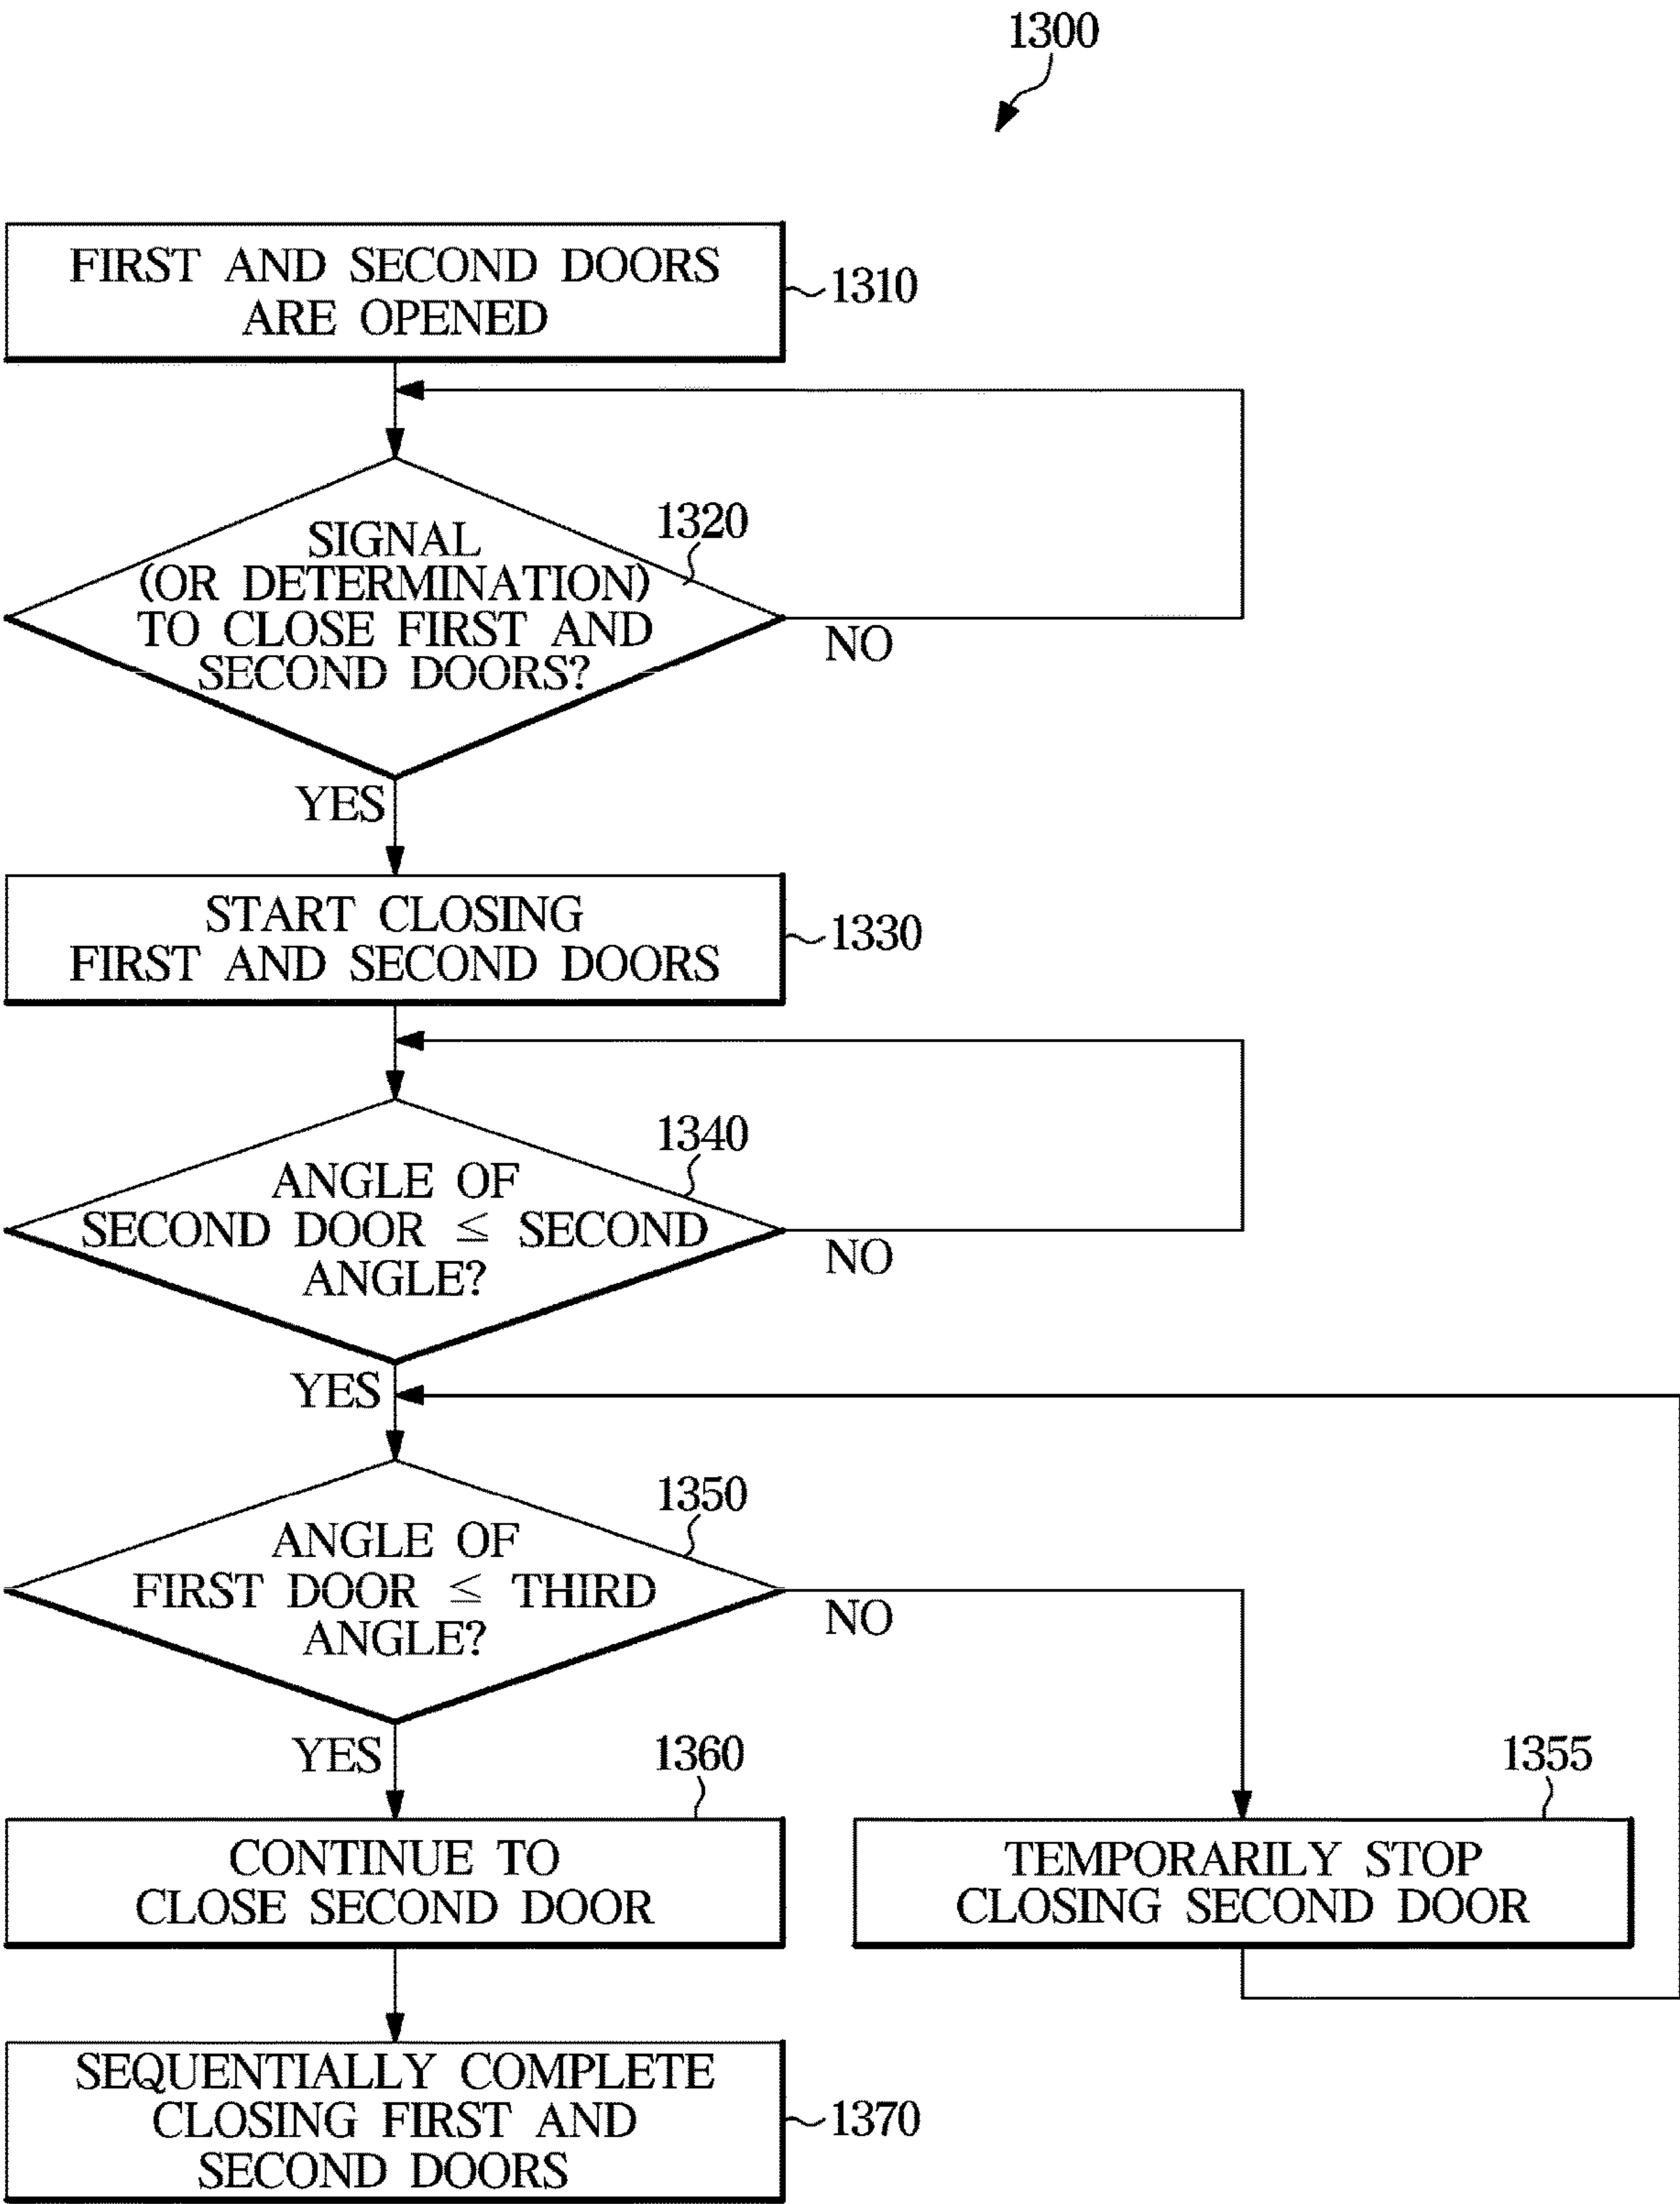 1300
FIRST AND SECOND DOORS
ARE OPENED
1310
SIGNAL
(OR DETERMINATION)
TO CLOSE FIRST AND
SECOND DOORS?
1320
NO
YES
START CLOSING
FIRST AND SECOND DOORS
1330
ANGLE OF
SECOND DOOR ≤ SECOND
ANGLE?
1340
NO
YES
ANGLE OF
FIRST DOOR ≤ THIRD
ANGLE?
1350
NO
YES
1360
CONTINUE TO
CLOSE SECOND DOOR
1355
TEMPORARILY STOP
CLOSING SECOND DOOR
SEQUENTIALLY COMPLETE
CLOSING FIRST AND
SECOND DOORS
1370